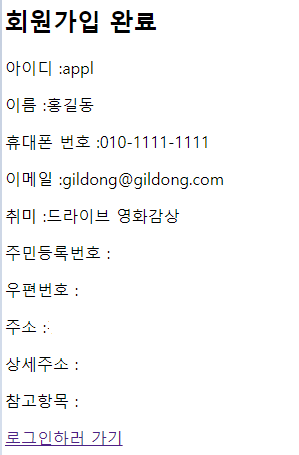 회원가입 완료
아이디 :appl
이름 :홍길동
휴대폰 번호 :010-1111-1111
이메일 :gildong@gildong.com
취미 :드라이브 영화감상
주민등록번호 :
우편번호 :
주소 :
상세주소 :
참고항목 :
로그인하러 가기